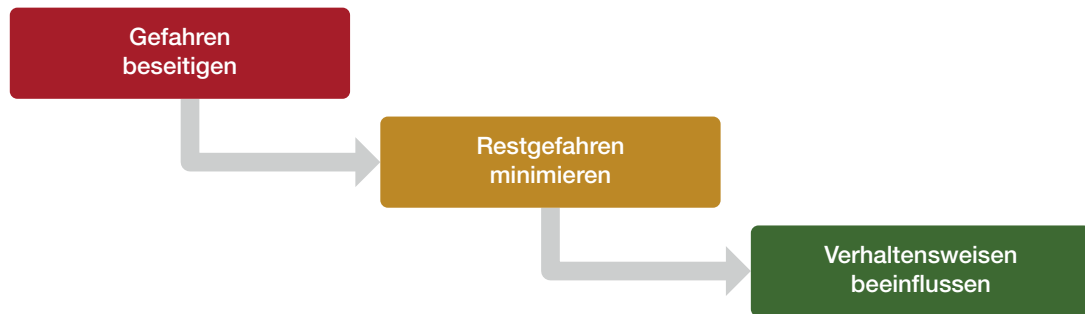 Gefahren
beseitigen
Restgefahren
minimieren
Verhaltensweisen
beeinflussen